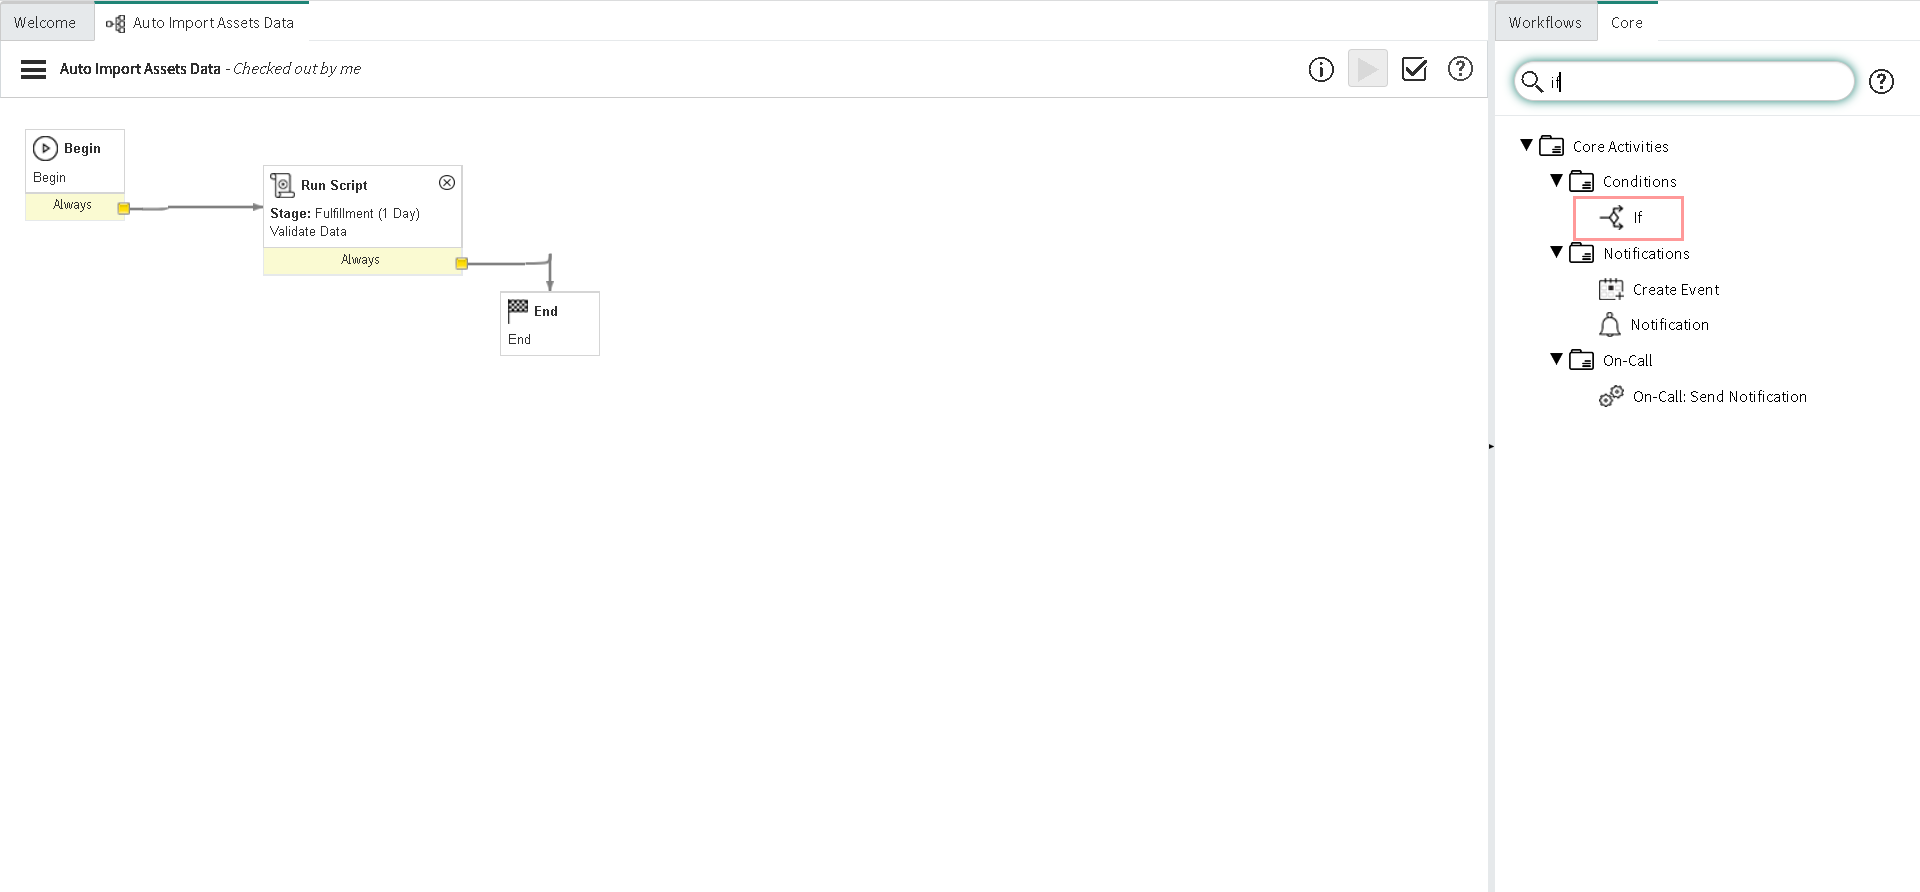 Welcome
Auto Import Assets Data
Workflows
Core
Auto Import Assets Data - Checked out by me
if
Begin
Begin
Always
Run Script
Stage: Fulfillment (1 Day)
Validate Data
Always
End
End
Core Activities
Conditions
If
Notifications
Create Event
Notification
On-Call
On-Call: Send Notification